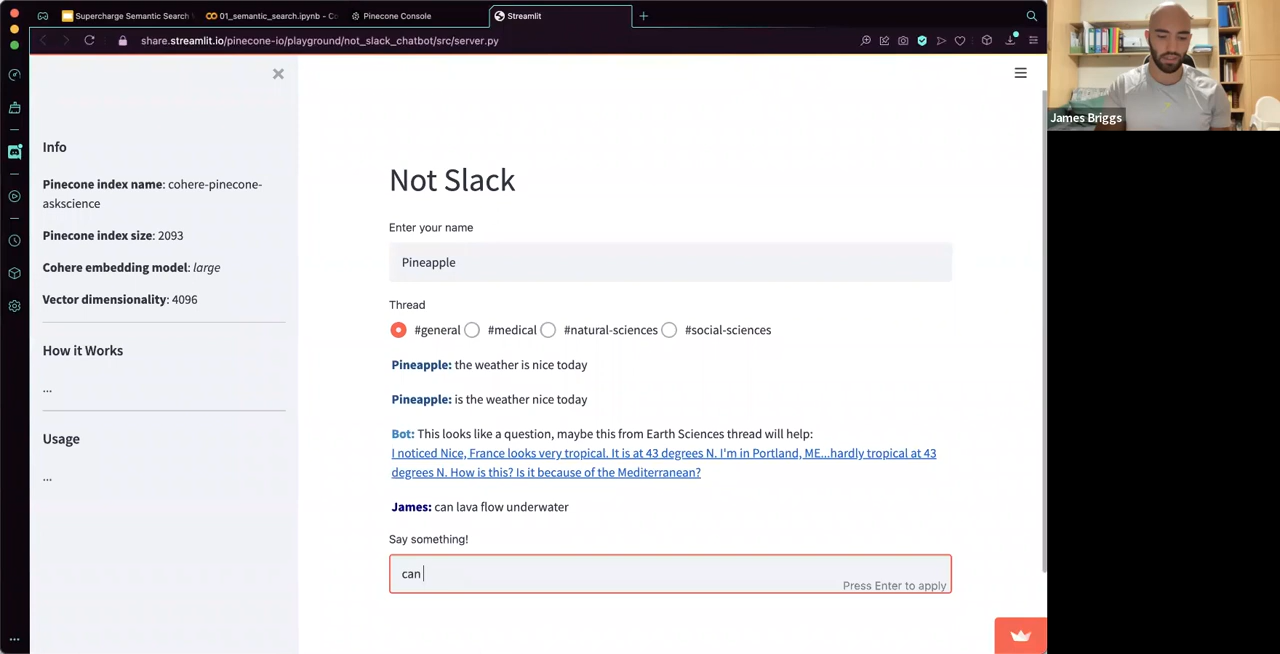 Supercharge Semantic Search
01_semantic_search.ipynb - Co
Pinecone Console
Streamlit
share.streamlit.io/pinecone-io/playground/not_slack_chatbot/src/server.py
James Briggs
Info
Pinecone index name: cohere-pinecone-
askscience
Pinecone index size: 2093
Cohere embedding model: large
Vector dimensionality: 4096
How it Works
...
Usage
...
Not Slack
Enter your name
Pineapple
Thread
#general #medical #natural-sciences #social-sciences
Pineapple: the weather is nice today
Pineapple: is the weather nice today
Bot: This looks like a question, maybe this from Earth Sciences thread will help:
I noticed Nice, France looks very tropical. It is at 43 degrees N. I'm in Portland, ME...hardly tropical at 43
degrees N. How is this? Is it because of the Mediterranean?
James: can lava flow underwater
Say something!
can
Press Enter to apply